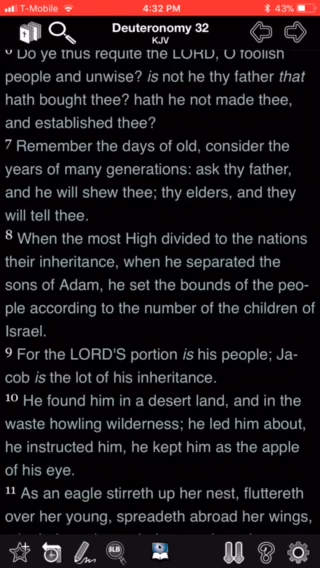 T-Mobile 4:32 PM 43%
Deuteronomy 32
KJV
6 Do ye thus requite the LORD, O foolish
people and unwise? is not he thy father that
hath bought thee? hath he not made thee,
and established thee?
7 Remember the days of old, consider the
years of many generations: ask thy father,
and he will shew thee; thy elders, and they
will tell thee.
8 When the most High divided to the nations
their inheritance, when he separated the
sons of Adam, he set the bounds of the peo-
ple according to the number of the children of
Israel.
9 For the LORD'S portion is his people; Ja-
cob is the lot of his inheritance.
10 He found him in a desert land, and in the
waste howling wilderness; he led him about,
he instructed him, he kept him as the apple
of his eye.
11 As an eagle stirreth up her nest, fluttereth
over her young, spreadeth abroad her wings,
SLB